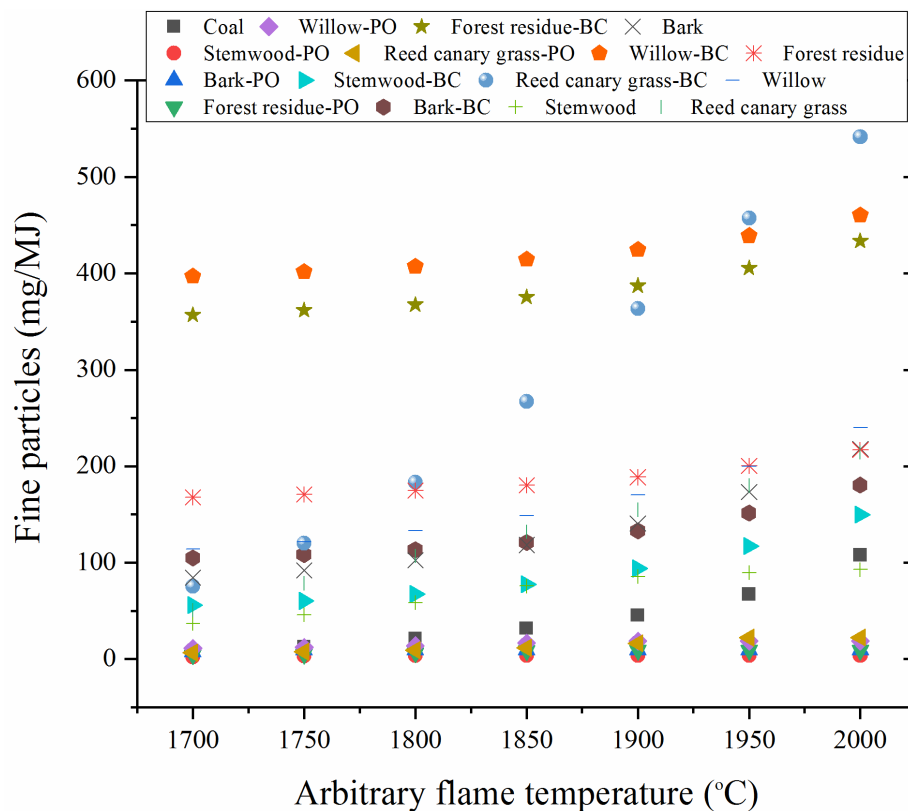 Coal Willow-PO Forest residue-BC Bark
Stemwood-PO Reed canary grass-PO Willow-BC Forest residue
Bark-PO Stemwood-BC Reed canary grass-BC Willow
Forest residue-PO Bark-BC Stemwood Reed canary grass
600
500
400
300
200
100
0
Fine particles (mg/MJ)
1700 1750 1800 1850 1900 1950 2000
Arbitrary flame temperature (°C)